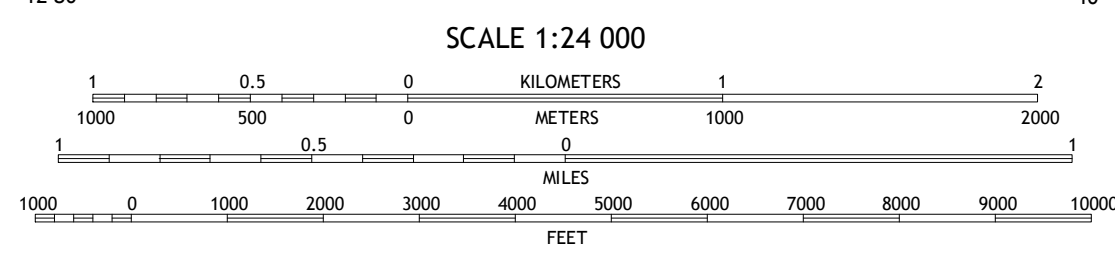 SCALE 1:24 000
1 0.5 0 KILOMETERS 1 2
1000 500 0 METERS 1000 2000
1 0.5 0 1
MILES
1000 0 1000 2000 3000 4000 5000 6000 7000 8000 9000 10000
FEET